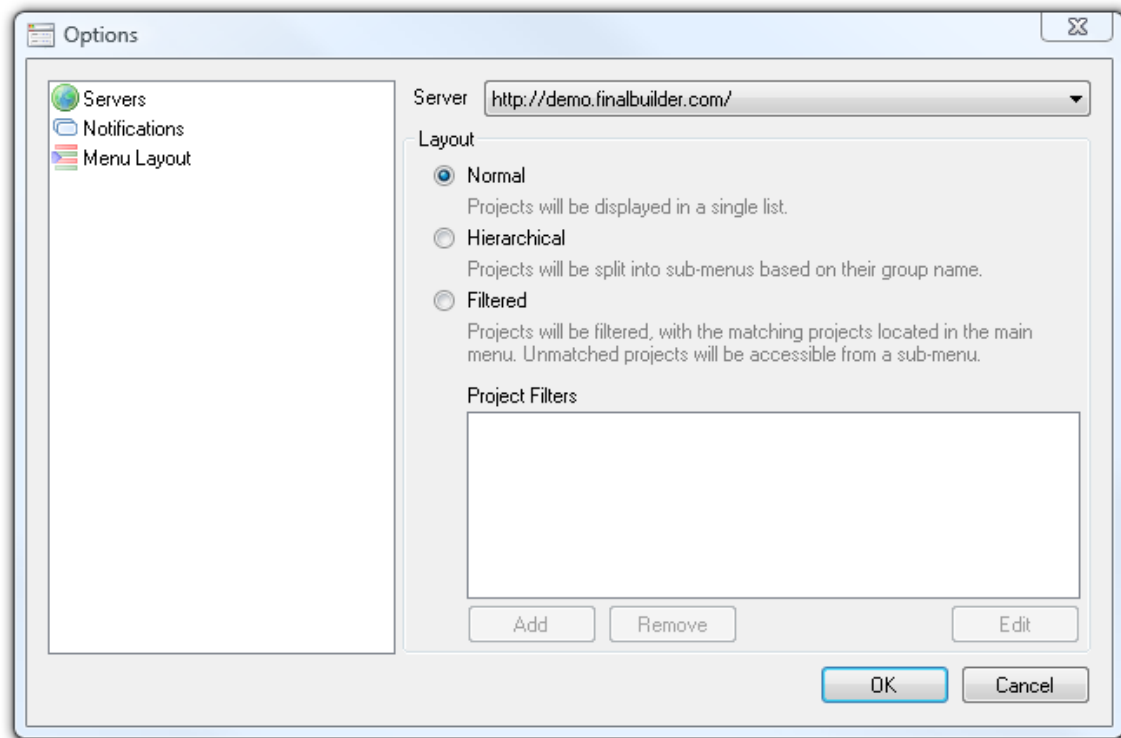 Options
Servers
Notifications
Menu Layout
Server http://demo.finalbuilder.com/
Layout
Normal
Projects will be displayed in a single list.
Hierarchical
Projects will be split into sub-menus based on their group name.
Filtered
Projects will be filtered, with the matching projects located in the main
menu. Unmatched projects will be accessible from a sub-menu.
Project Filters
Add Remove Edit
OK Cancel